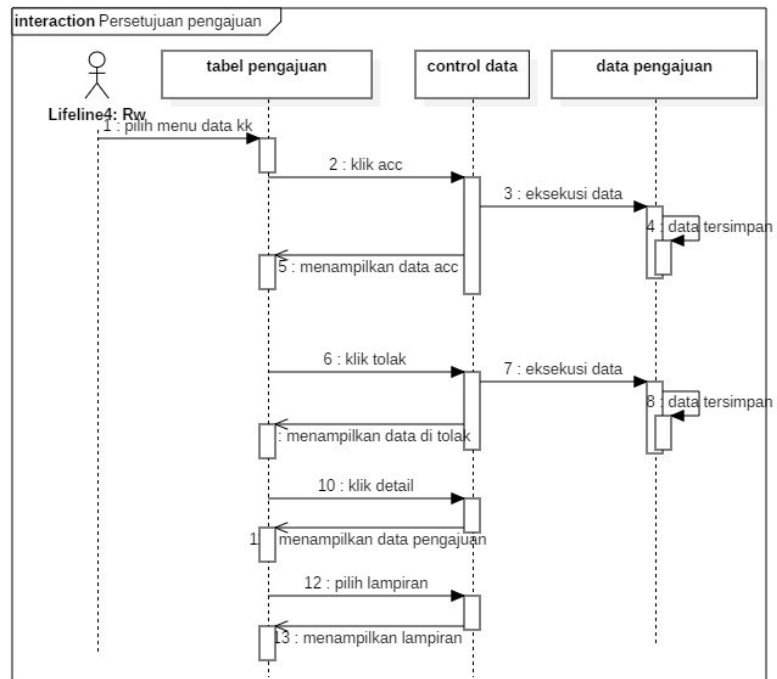 interaction Persetujuan pengajuan
tabel pengajuan
control data
data pengajuan
Lifeline4: Rw
1 : pilih menu data kk
2 : klik acc
3 : eksekusi data
4 : data tersimpan
5 : menampilkan data acc
6 : klik tolak
7 : eksekusi data
8 : data tersimpan
: menampilkan data di tolak
10 : klik detail
menampilkan data pengajuan
12 : pilih lampiran
13 : menampilkan lampiran